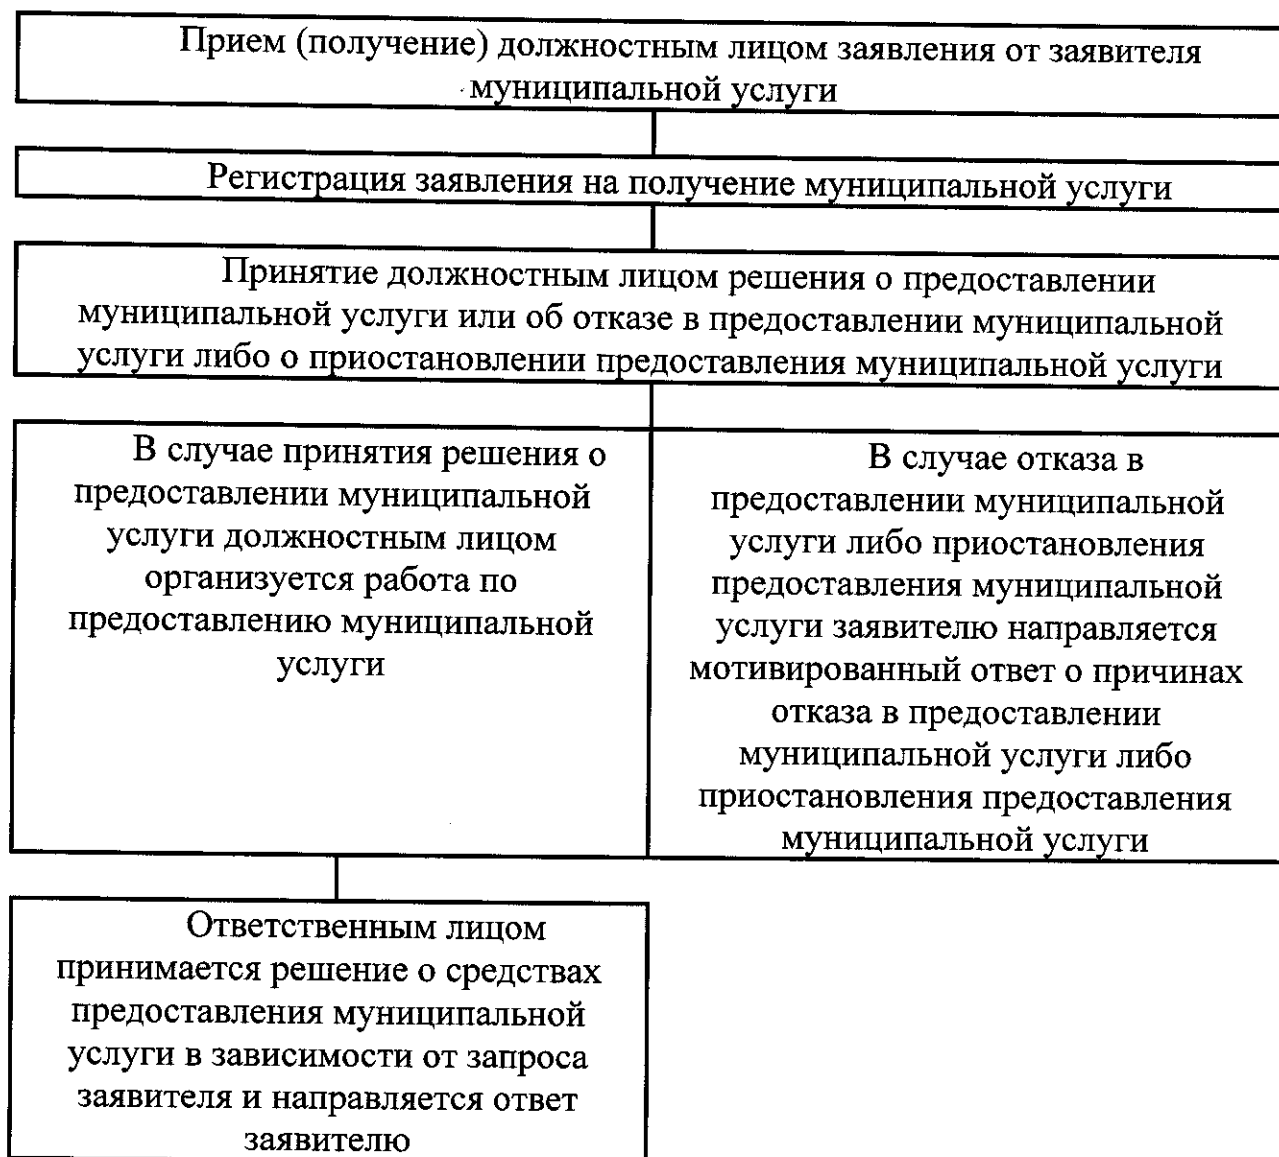 Прием (получение) должностным лицом заявления от заявителя
муниципальной услуги
Регистрация заявления на получение муниципальной услуги
Принятие должностным лицом решения о предоставлении
муниципальной услуги или об отказе в предоставлении муниципальной
услуги либо о приостановлении предоставления муниципальной услуги
В случае принятия решения о
предоставлении муниципальной
услуги должностным лицом
организуется работа по
предоставлению муниципальной
услуги
В случае отказа в
предоставлении муниципальной
услуги либо приостановления
предоставления муниципальной
услуги заявителю направляется
мотивированный ответ о причинах
отказа в предоставлении
муниципальной услуги либо
приостановления предоставления
муниципальной услуги
Ответственным лицом
принимается решение о средствах
предоставления муниципальной
услуги в зависимости от запроса
заявителя и направляется ответ
заявителю